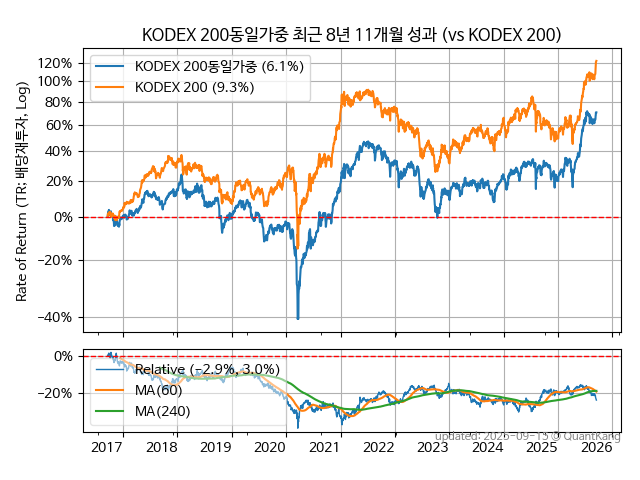 KODEX 200동일가중 최근 8년 11개월 성과 (vs KODEX 200)
Rate of Return (TR: 배당재투자, Log)
120%
100%
80%
60%
40%
20%
0%
−20%
−40%
KODEX 200동일가중 (6.1%)
KODEX 200 (9.3%)
0%
−20%
Relative (−2.9%, 3.0%)
MA(60)
MA(240)
2017 2018 2019 2020 2021 2022 2023 2024 2025 2026
© QuantKang